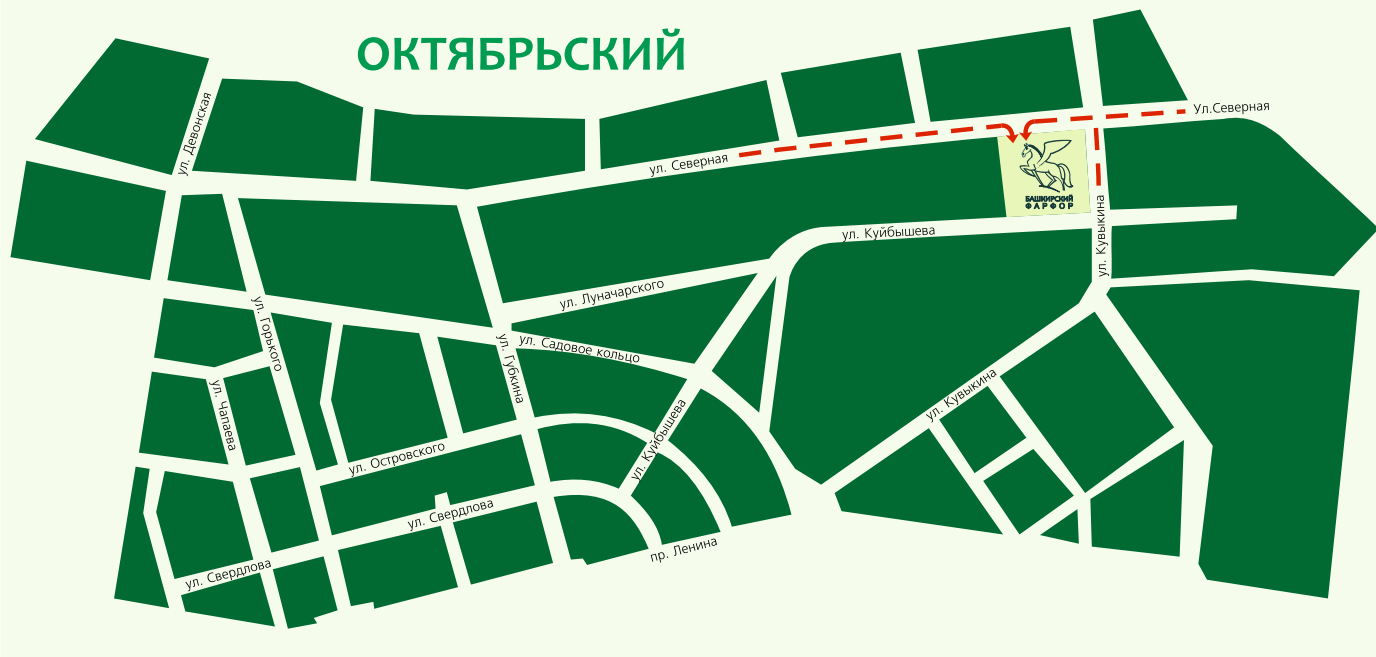 ОКТЯБРЬСКИЙ
ул. Девонская
Ул.Северная
ул. Северная
БАШКИРСКИЙ
ФАРФОР
ул. Кувыкина
ул. Куйбышева
ул. Луначарского
ул. Горького
ул. Губкина
ул. Садовое кольцо
ул. Чапаева
ул. Кувыкина
ул. Куйбышева
ул. Островского
ул. Свердлова
пр. Ленина
ул. Свердлова